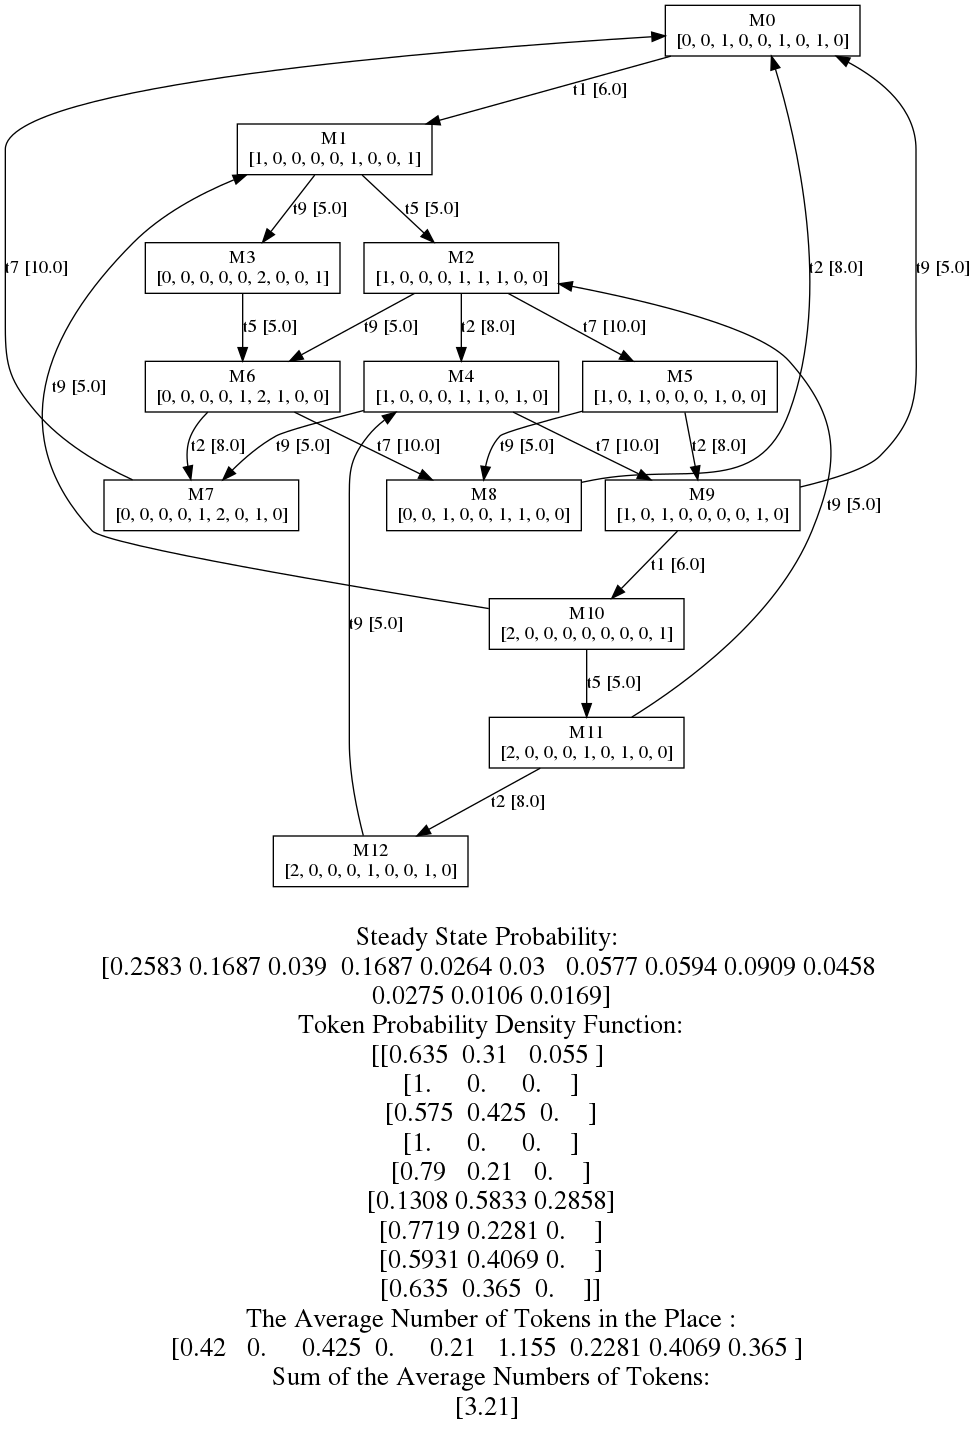 M0
[0, 0, 1, 0, 0, 1, 0, 1, 0]
t1 [6.0]
M1
[1, 0, 0, 0, 0, 1, 0, 0, 1]
t9 [5.0]
t5 [5.0]
M3
[0, 0, 0, 0, 0, 2, 0, 0, 1]
M2
[1, 0, 0, 0, 1, 1, 1, 0, 0]
t7 [10.0]
t2 [8.0]
t9 [5.0]
t5 [5.0]
t9 [5.0]
t2 [8.0]
t7 [10.0]
M6
[0, 0, 0, 0, 1, 2, 1, 0, 0]
M4
[1, 0, 0, 0, 1, 1, 0, 1, 0]
M5
[1, 0, 1, 0, 0, 0, 1, 0, 0]
t9 [5.0]
t2 [8.0]
t9 [5.0]
t7 [10.0]
t9 [5.0]
t7 [10.0]
t2 [8.0]
M7
[0, 0, 0, 0, 1, 2, 0, 1, 0]
M8
[0, 0, 1, 0, 0, 1, 1, 0, 0]
M9
[1, 0, 1, 0, 0, 0, 0, 1, 0]
t9 [5.0]
t1 [6.0]
M10
[2, 0, 0, 0, 0, 0, 0, 0, 1]
t9 [5.0]
t5 [5.0]
M11
[2, 0, 0, 0, 1, 0, 1, 0, 0]
t2 [8.0]
M12
[2, 0, 0, 0, 1, 0, 0, 1, 0]
Steady State Probability:
[0.2583 0.1687 0.039 0.1687 0.0264 0.03 0.0577 0.0594 0.0909 0.0458
0.0275 0.0106 0.0169]
Token Probability Density Function:
[[0.635 0.31 0.055 ]
[1. 0. 0. ]
[0.575 0.425 0. ]
[1. 0. 0. ]
[0.79 0.21 0. ]
[0.1308 0.5833 0.2858]
[0.7719 0.2281 0. ]
[0.5931 0.4069 0. ]
[0.635 0.365 0. ]]
The Average Number of Tokens in the Place :
[0.42 0. 0.425 0. 0.21 1.155 0.2281 0.4069 0.365 ]
Sum of the Average Numbers of Tokens:
[3.21]